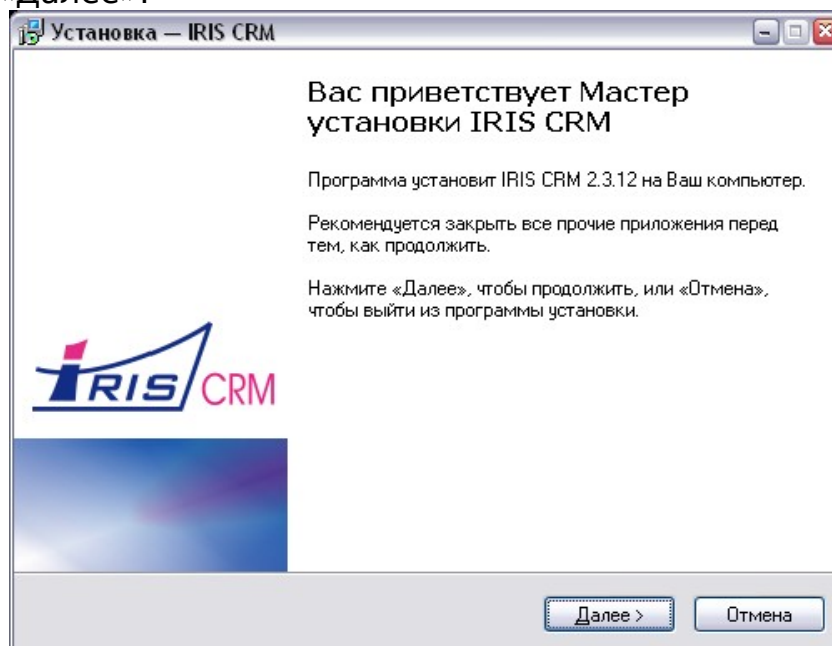 «Далее».
Установка — IRIS CRM
Вас приветствует Мастер
установки IRIS CRM
Программа установит IRIS CRM 2.3.12 на Ваш компьютер.
Рекомендуется закрыть все прочие приложения перед
тем, как продолжить.
Нажмите «Далее», чтобы продолжить, или «Отмена»,
чтобы выйти из программы установки.
IRIS CRM
Далее >
Отмена